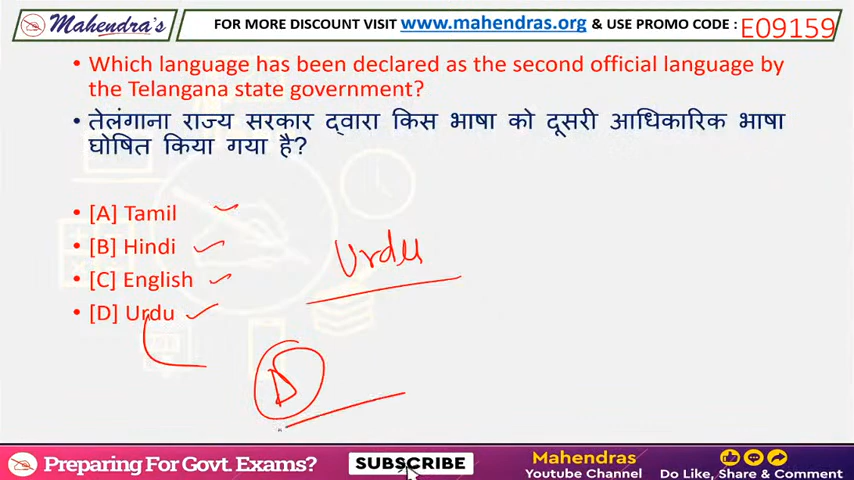 Mahendra's
FOR MORE DISCOUNT VISIT www.mahendras.org & USE PROMO CODE : E09159
• Which language has been declared as the second official language by
the Telangana state government?
• तेलंगाना राज्य सरकार द्वारा किस भाषा को दूसरी आधिकारिक भाषा
घोषित किया गया है?
• [A] Tamil
• [B] Hindi
• [C] English
• [D] Urdu
Urdu
D
Preparing For Govt. Exams?
SUBSCRIBE
Mahendras
Youtube Channel
Do Like, Share & Comment